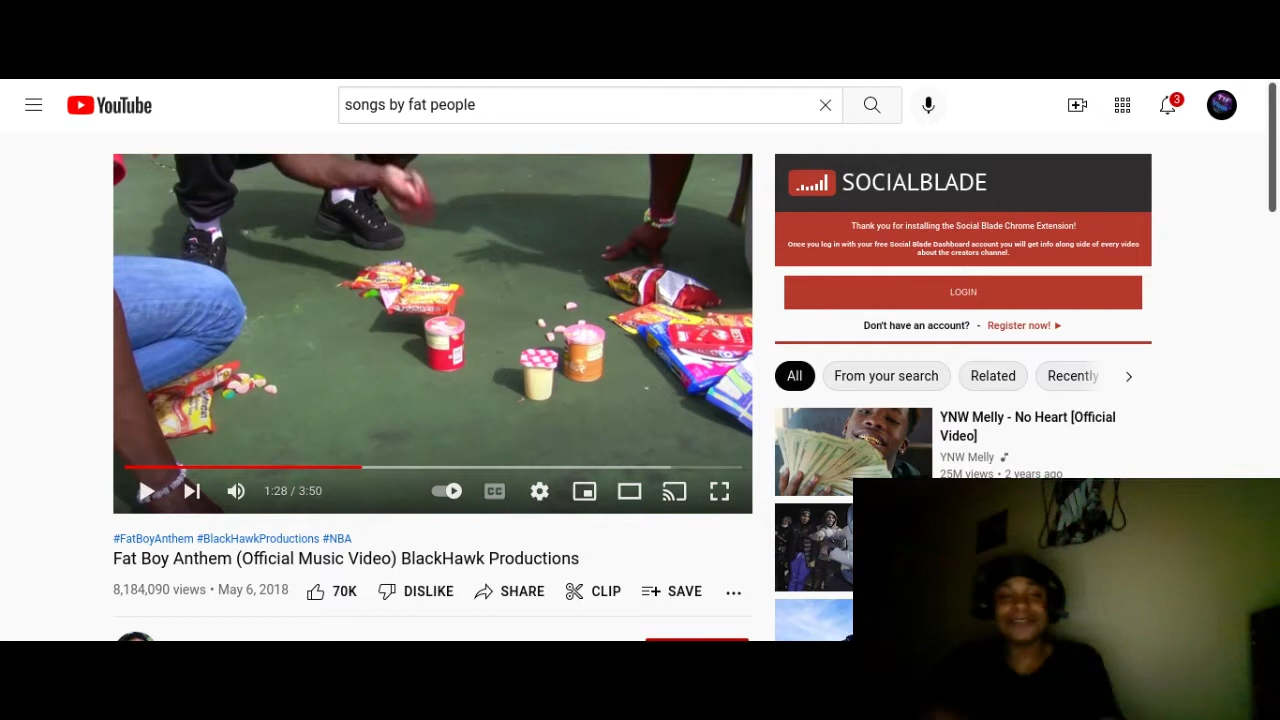 YouTube
songs by fat people
3
SOCIALBLADE
Thank you for installing the Social Blade Chrome Extension!
Once you log in with your free Social Blade Dashboard account you will get info along side of every video
about the creators channel.
LOGIN
Don't have an account? - Register now! ►
All
From your search
Related
Recently
YNW Melly - No Heart [Official
Video]
YNW Melly
25M views • 2 years ago
CC
1:28 / 3:50
#FatBoyAnthem #BlackHawkProductions #NBA
Fat Boy Anthem (Official Music Video) BlackHawk Productions
8,184,090 views • May 6, 2018
70K
DISLIKE
SHARE
CLIP
SAVE